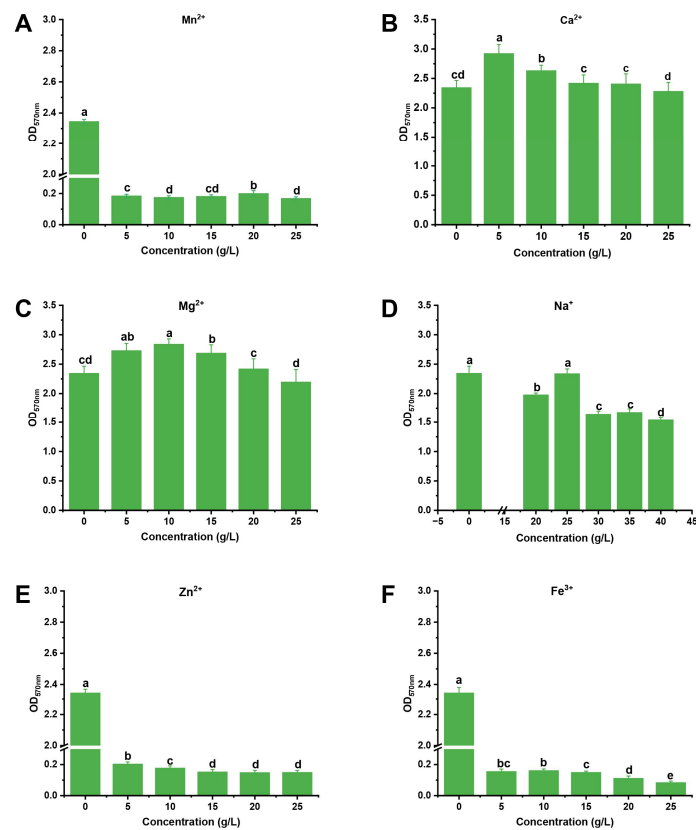 A
Mn²⁺
3.0
2.8
2.6
2.4
2.2
2.0
0.2
0.0
OD570nm
a
c
d
cd
b
d
0 5 10 15 20 25
Concentration (g/L)
B
Ca²⁺
3.5
3.0
2.5
2.0
1.5
1.0
0.5
0.0
OD570nm
cd
a
b
c
c
d
0 5 10 15 20 25
Concentration (g/L)
C
Mg²⁺
3.5
3.0
2.5
2.0
1.5
1.0
0.5
0.0
OD570nm
cd
ab
a
b
c
d
0 5 10 15 20 25
Concentration (g/L)
D
Na⁺
3.5
3.0
2.5
2.0
1.5
1.0
0.5
0.0
OD570nm
a
b
a
c
c
d
−5 0 15 20 25 30 35 40 45
Concentration (g/L)
E
Zn²⁺
3.0
2.8
2.6
2.4
2.2
2.0
0.2
0.0
OD570nm
a
b
c
d
d
d
0 5 10 15 20 25
Concentration (g/L)
F
Fe³⁺
3.0
2.8
2.6
2.4
2.2
2.0
0.2
0.0
OD570nm
a
bc
b
c
d
e
0 5 10 15 20 25
Concentration (g/L)